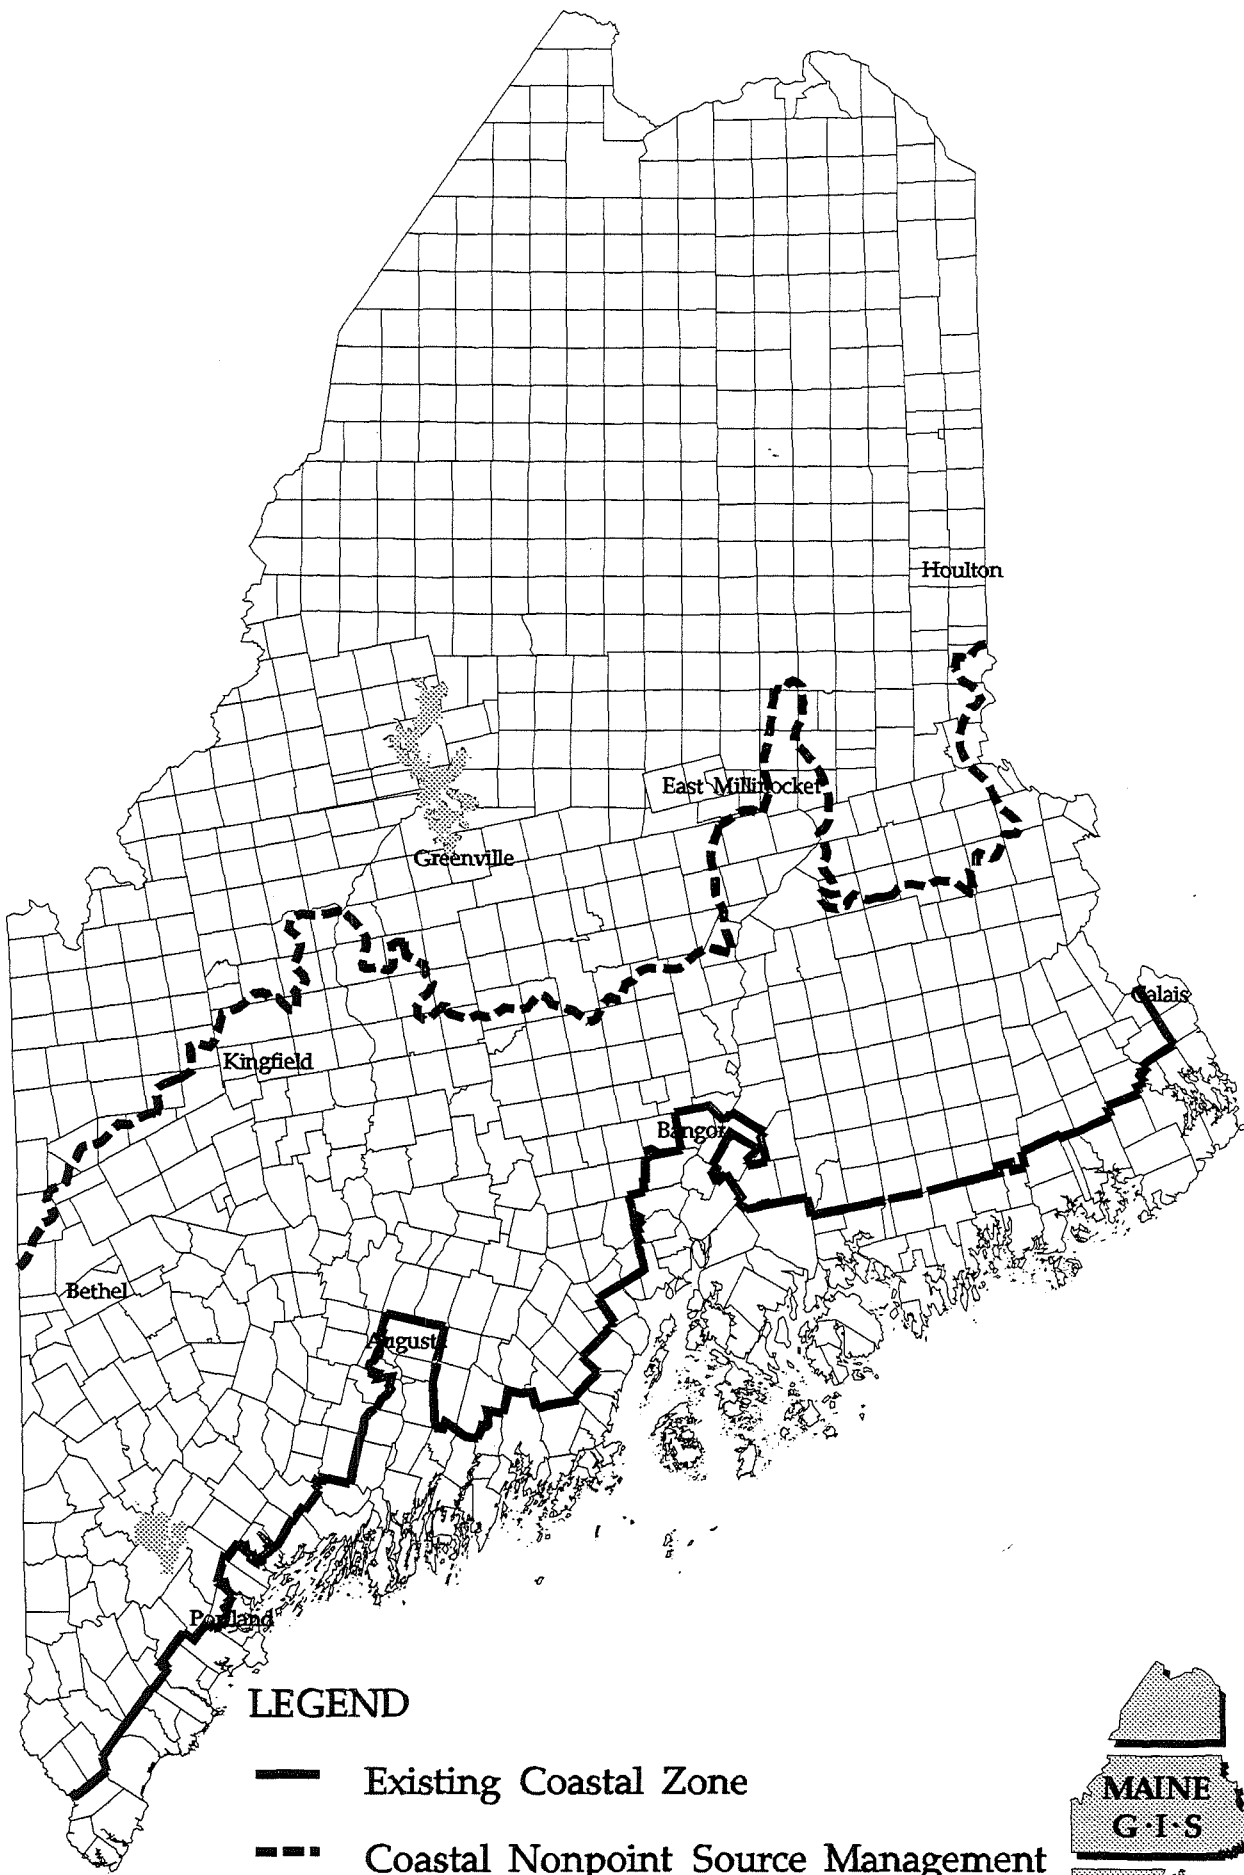 Houlton
East Millinocket
Greenville
Calais
Kingfield
Bangor
Bethel
Augusta
Portland
LEGEND
Existing Coastal Zone
Coastal Nonpoint Source Management
MAINE
G·I·S